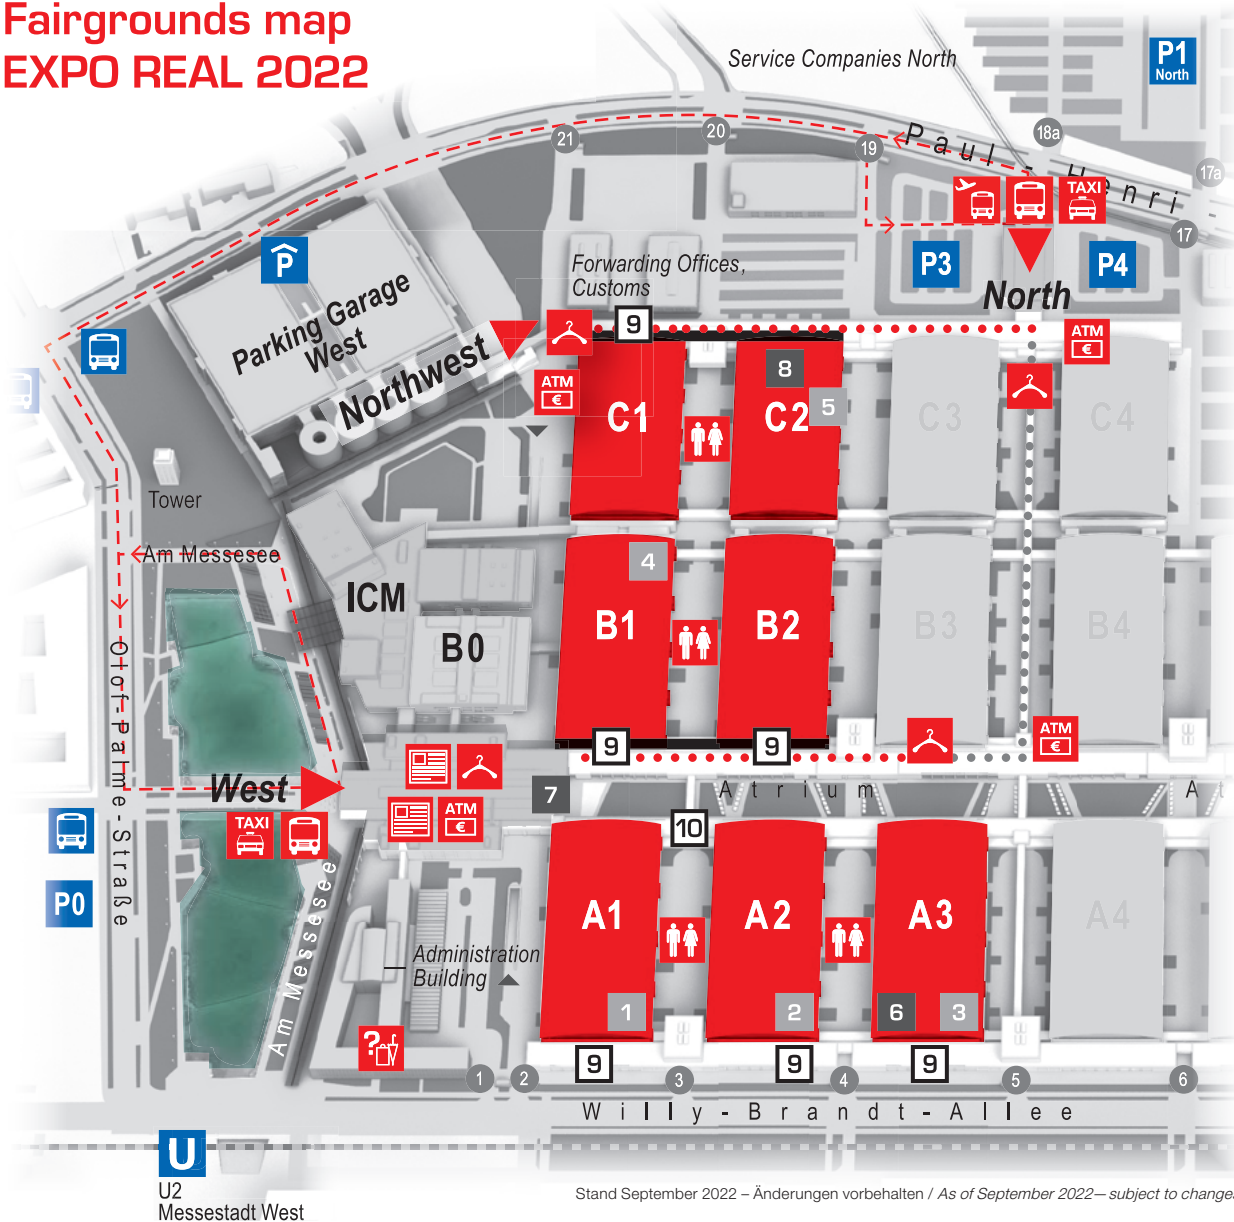 Fairgrounds map
EXPO REAL 2022
Service Companies North
P1
North
21
20
19
18a
17a
17
Paul-Henri
TAXI
P
P3
P4
North
Forwarding Offices,
Customs
Parking Garage
West
Northwest
9
ATM
€
ATM
€
8
5
C1
C2
C3
C4
Tower
Am Messesee
4
ICM
B0
B1
B2
B3
B4
Olof-Palme-Straße
9
9
ATM
€
West
7
Atrium
At
TAXI
ATM
€
10
P0
Am Messesee
A1
A2
A3
A4
Administration
Building
1
2
6
3
?
9
9
9
1
2
3
4
5
6
Willy-Brandt-Allee
U
U2
Messestadt West
Stand September 2022 – Änderungen vorbehalten / As of September 2022 – subject to changes